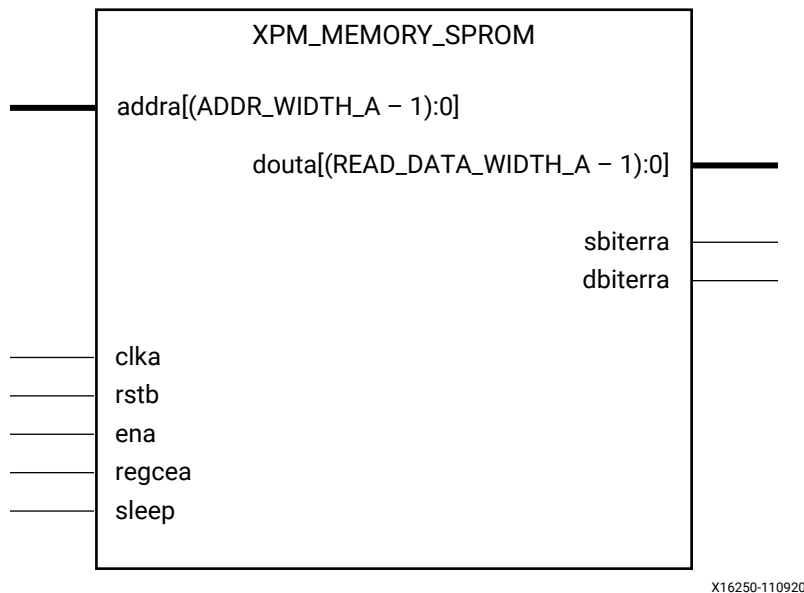 XPM_MEMORY_SPROM
addra[(ADDR_WIDTH_A – 1):0]
douta[(READ_DATA_WIDTH_A – 1):0]
sbiterra
dbiterra
clka
rstb
ena
regcea
sleep
X16250-110920